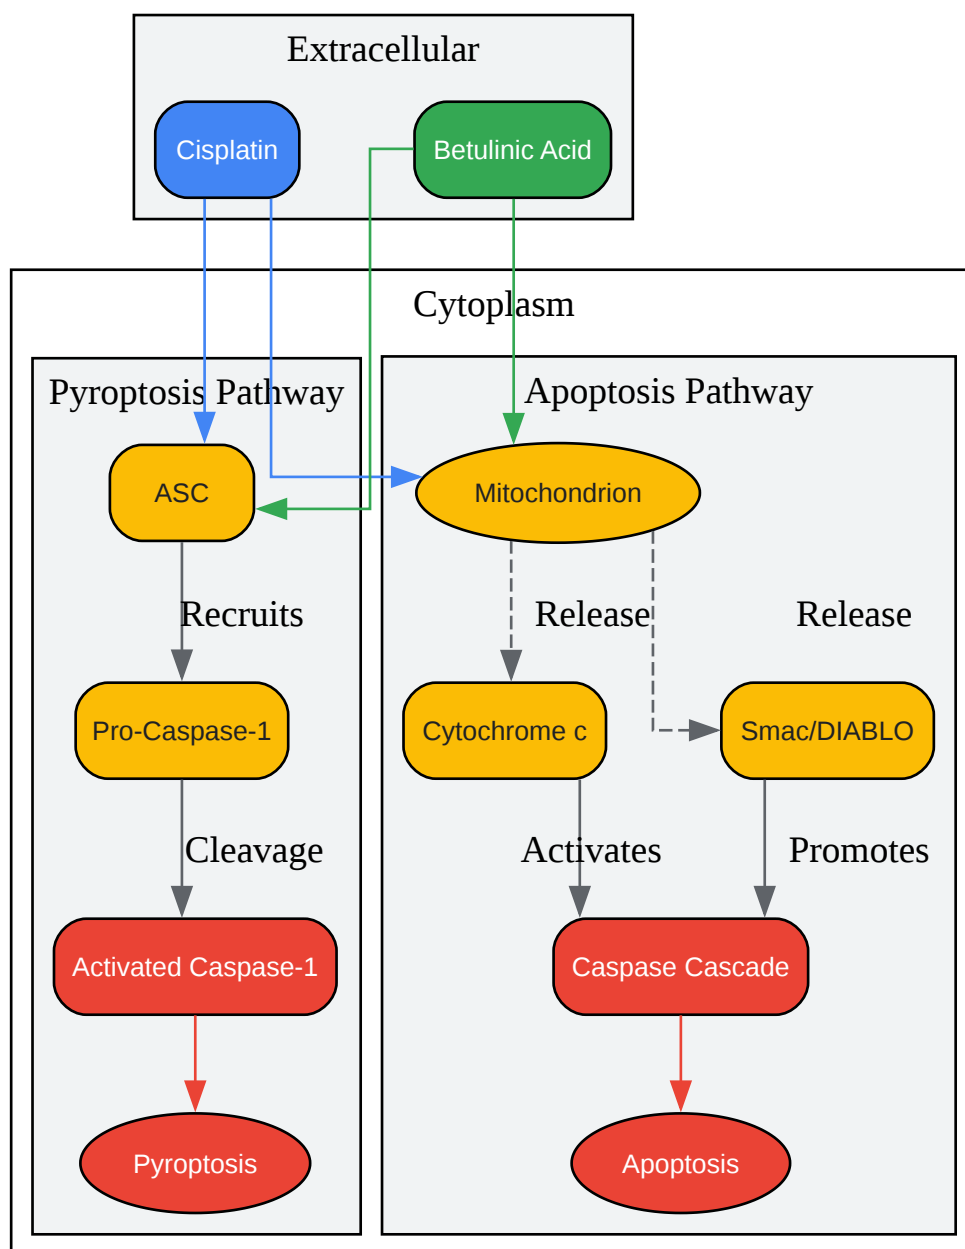 Extracellular
Cisplatin
Betulinic Acid
Cytoplasm
Pyroptosis Pathway
Apoptosis Pathway
ASC
Mitochondrion
Recruits
Release
Release
Pro-Caspase-1
Cytochrome c
Smac/DIABLO
Cleavage
Activates
Promotes
Activated Caspase-1
Caspase Cascade
Pyroptosis
Apoptosis